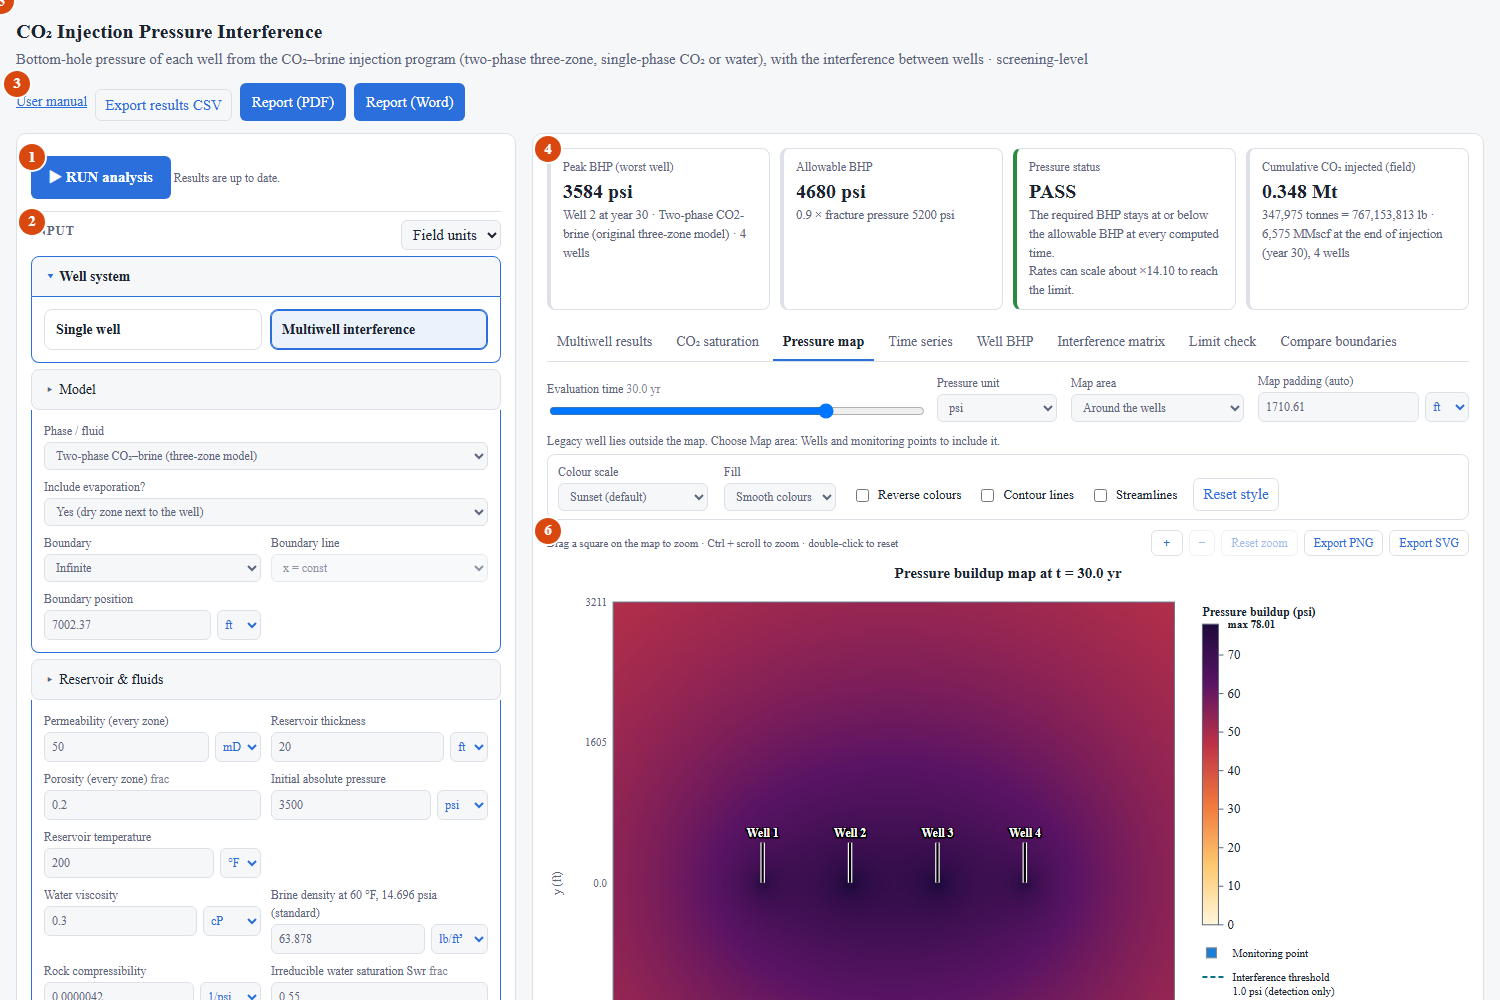 CO₂ Injection Pressure Interference
Bottom-hole pressure of each well from the CO₂–brine injection program (two-phase three-zone, single-phase CO₂ or water), with the interference between wells · screening-level
3
User manual
Export results CSV
Report (PDF)
Report (Word)
1
▶ RUN analysis
Results are up to date.
2
PUT
Field units
Well system
Single well
Multiwell interference
Model
Phase / fluid
Two-phase CO₂–brine (three-zone model)
Include evaporation?
Yes (dry zone next to the well)
Boundary
Boundary line
Infinite
x = const
Boundary position
7002.37
ft
Reservoir & fluids
Permeability (every zone)
Reservoir thickness
50
mD
20
ft
Porosity (every zone) frac
Initial absolute pressure
0.2
3500
psi
Reservoir temperature
200
°F
Water viscosity
Brine density at 60 °F, 14.696 psia
(standard)
0.3
cP
63.878
lb/ft³
Rock compressibility
Irreducible water saturation Swr frac
0.0000042
1/psi
0.55
4
Peak BHP (worst well)
3584 psi
Well 2 at year 30 · Two-phase CO2-
brine (original three-zone model) · 4
wells
Allowable BHP
4680 psi
0.9 × fracture pressure 5200 psi
Pressure status
PASS
The required BHP stays at or below
the allowable BHP at every computed
time.
Rates can scale about ×14.10 to reach
the limit.
Cumulative CO₂ injected (field)
0.348 Mt
347,975 tonnes = 767,153,813 lb ·
6,575 MMscf at the end of injection
(year 30), 4 wells
Multiwell results
CO₂ saturation
Pressure map
Time series
Well BHP
Interference matrix
Limit check
Compare boundaries
Evaluation time 30.0 yr
Pressure unit
psi
Map area
Around the wells
Map padding (auto)
1710.61
ft
Legacy well lies outside the map. Choose Map area: Wells and monitoring points to include it.
Colour scale
Sunset (default)
Fill
Smooth colours
Reverse colours
Contour lines
Streamlines
Reset style
6
Drag a square on the map to zoom · Ctrl + scroll to zoom · double-click to reset
+
−
Reset zoom
Export PNG
Export SVG
Pressure buildup map at t = 30.0 yr
3211
1605
0.0
y (ft)
Well 1
Well 2
Well 3
Well 4
Pressure buildup (psi)
max 78.01
70
60
50
40
30
20
10
0
Monitoring point
Interference threshold
1.0 psi (detection only)